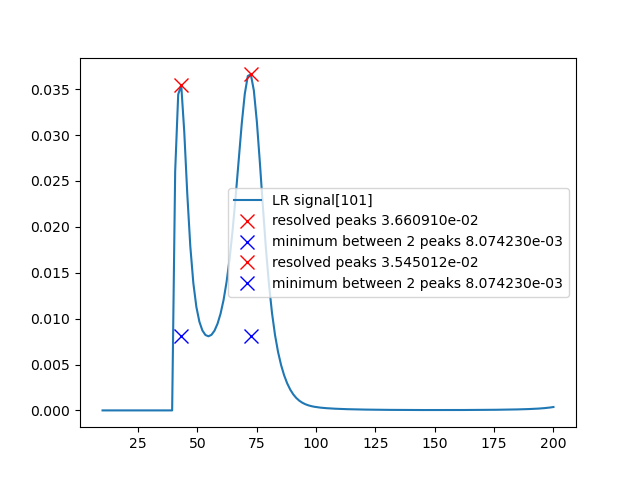 0.035
0.030
0.025
0.020
0.015
0.010
0.005
0.000
LR signal[101]
resolved peaks 3.660910e-02
minimum between 2 peaks 8.074230e-03
resolved peaks 3.545012e-02
minimum between 2 peaks 8.074230e-03
25 50 75 100 125 150 175 200